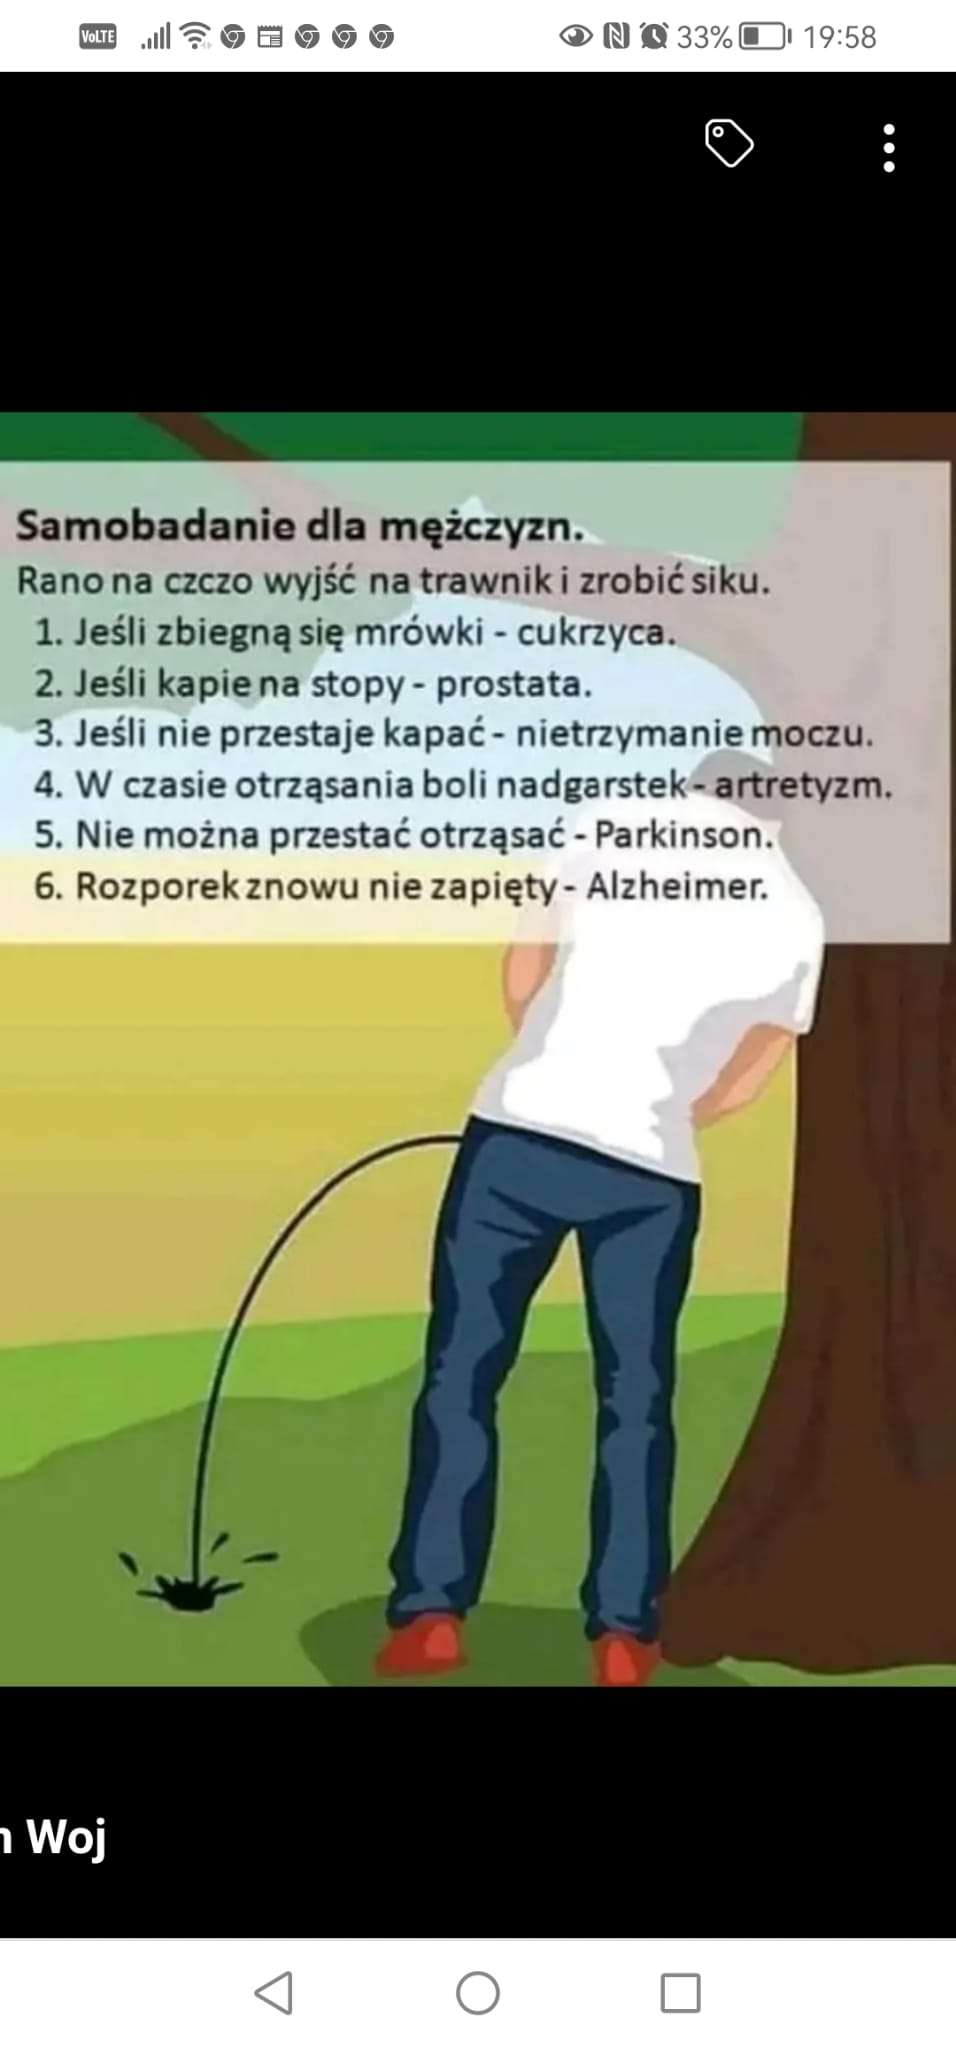 VoLTE 33% 19:58
Samobadanie dla mężczyzn.
Rano na czczo wyjść na trawnik i zrobić siku.
1. Jeśli zbiegną się mrówki - cukrzyca.
2. Jeśli kapie na stopy - prostata.
3. Jeśli nie przestaje kapać - nietrzymanie moczu.
4. W czasie otrząsania boli nadgarstek - artretyzm.
5. Nie można przestać otrząsać - Parkinson.
6. Rozporek znowu nie zapięty - Alzheimer.
Woj